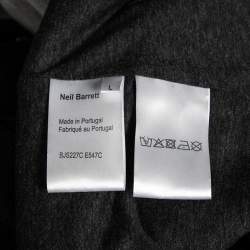 Neil Barrett
L
Made in Portugal
Fabriqué au Portugal
BJS227C E547C